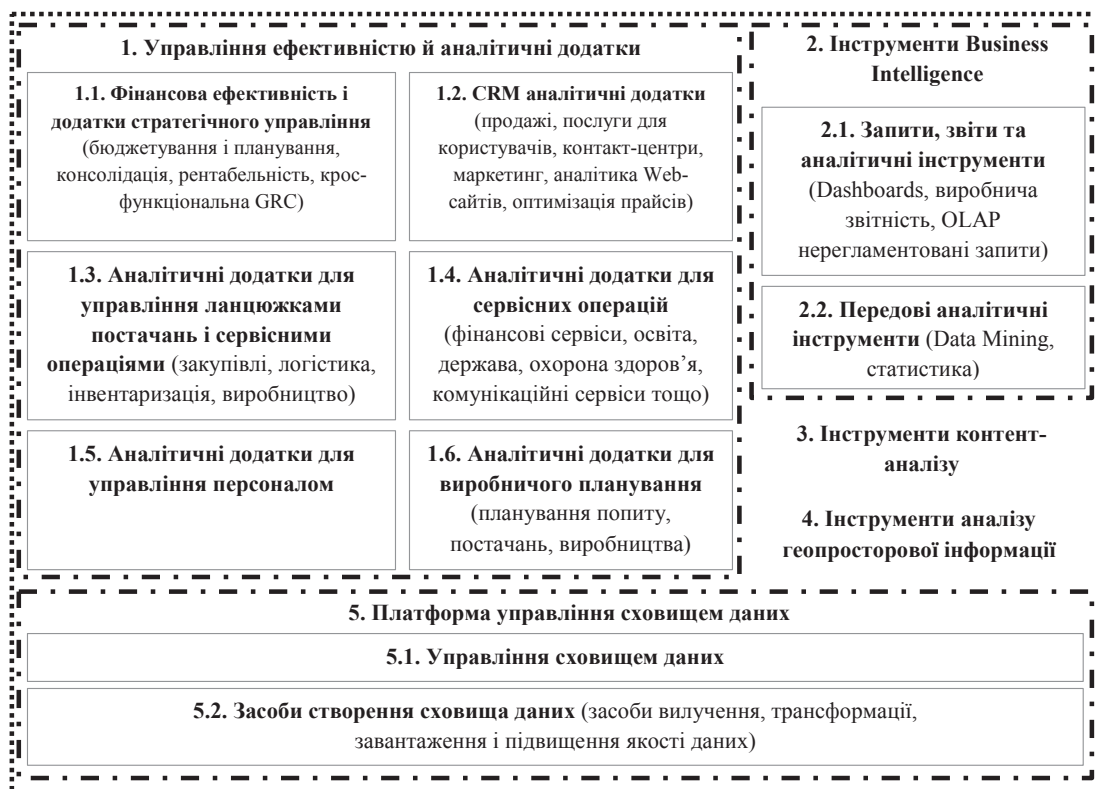 1. Управління ефективністю й аналітичні додатки
1.1. Фінансова ефективність і
додатки стратегічного управління
(бюджетування і планування,
консолідація, рентабельність, крос-
функціональна GRC)
1.2. CRM аналітичні додатки
(продажі, послуги для
користувачів, контакт-центри,
маркетинг, аналітика Web-
сайтів, оптимізація прайсів)
1.3. Аналітичні додатки для
управління ланцюжками
постачань і сервісними
операціями (закупівлі, логістика,
інвентаризація, виробництво)
1.4. Аналітичні додатки для
сервісних операцій
(фінансові сервіси, освіта,
держава, охорона здоров’я,
комунікаційні сервіси тощо)
1.5. Аналітичні додатки для
управління персоналом
1.6. Аналітичні додатки для
виробничого планування
(планування попиту,
постачань, виробництва)
2. Інструменти Business
Intelligence
2.1. Запити, звіти та
аналітичні інструменти
(Dashboards, виробнича
звітність, OLAP
нерегламентовані запити)
2.2. Передові аналітичні
інструменти (Data Mining,
статистика)
3. Інструменти контент-
аналізу
4. Інструменти аналізу
геопросторової інформації
5. Платформа управління сховищем даних
5.1. Управління сховищем даних
5.2. Засоби створення сховища даних (засоби вилучення, трансформації,
завантаження і підвищення якості даних)